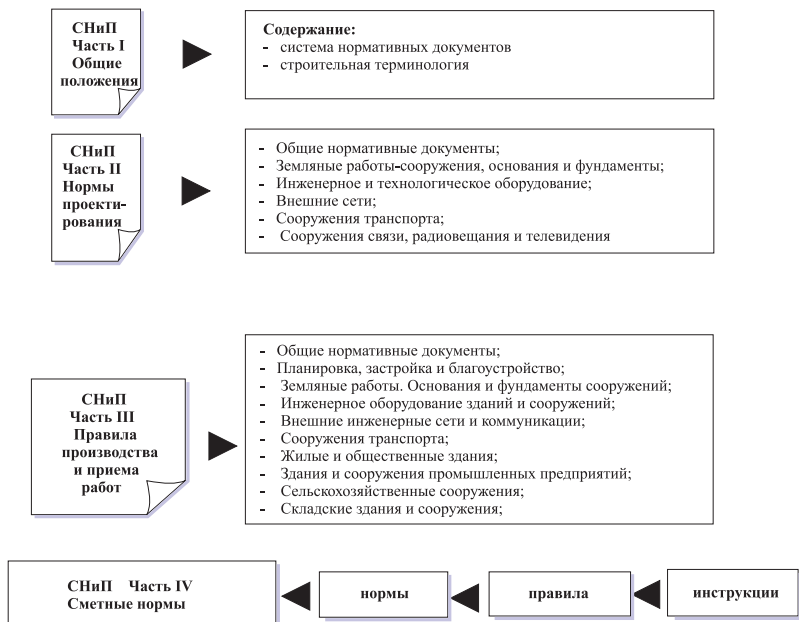 СНиП
Часть I
Общие
положения
Содержание:
- система нормативных документов
- строительная терминология
СНиП
Часть II
Нормы
проекти-
рования
- Общие нормативные документы;
- Земляные работы-сооружения, основания и фундаменты;
- Инженерное и технологическое оборудование;
- Внешние сети;
- Сооружения транспорта;
- Сооружения связи, радиовещания и телевидения
СНиП
Часть III
Правила
производства
и приема
работ
- Общие нормативные документы;
- Планировка, застройка и благоустройство;
- Земляные работы. Основания и фундаменты сооружений;
- Инженерное оборудование зданий и сооружений;
- Внешние инженерные сети и коммуникации;
- Сооружения транспорта;
- Жилые и общественные здания;
- Здания и сооружения промышленных предприятий;
- Сельскохозяйственные сооружения;
- Складские здания и сооружения;
СНиП Часть IV
Сметные нормы
нормы
правила
инструкции